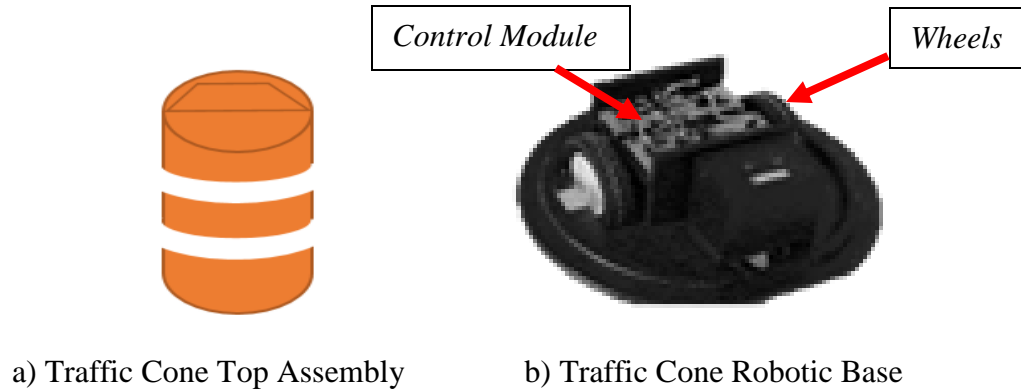 Control Module
Wheels
a) Traffic Cone Top Assembly
b) Traffic Cone Robotic Base